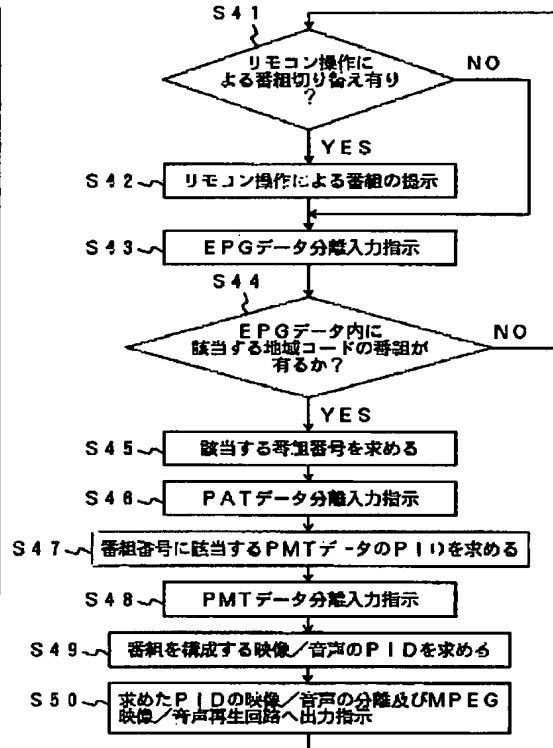 S41
リモコン操作に
よる番組切り替え有り
?
NO
YES
S42
リモコン操作による番組の提示
S43
EPGデータ分離入力指示
S44
EPGデータ内に
該当する地域コードの番組が
有るか?
NO
YES
S45
該当する番組番号を求める
S46
PATデータ分離入力指示
S47
番組番号に該当するPMTデータのPIDを求める
S48
PMTデータ分離入力指示
S49
番組を構成する映像/音声のPIDを求める
S50
求めたPIDの映像/音声の分離及びMPEG
映像/音声再生回路へ出力指示